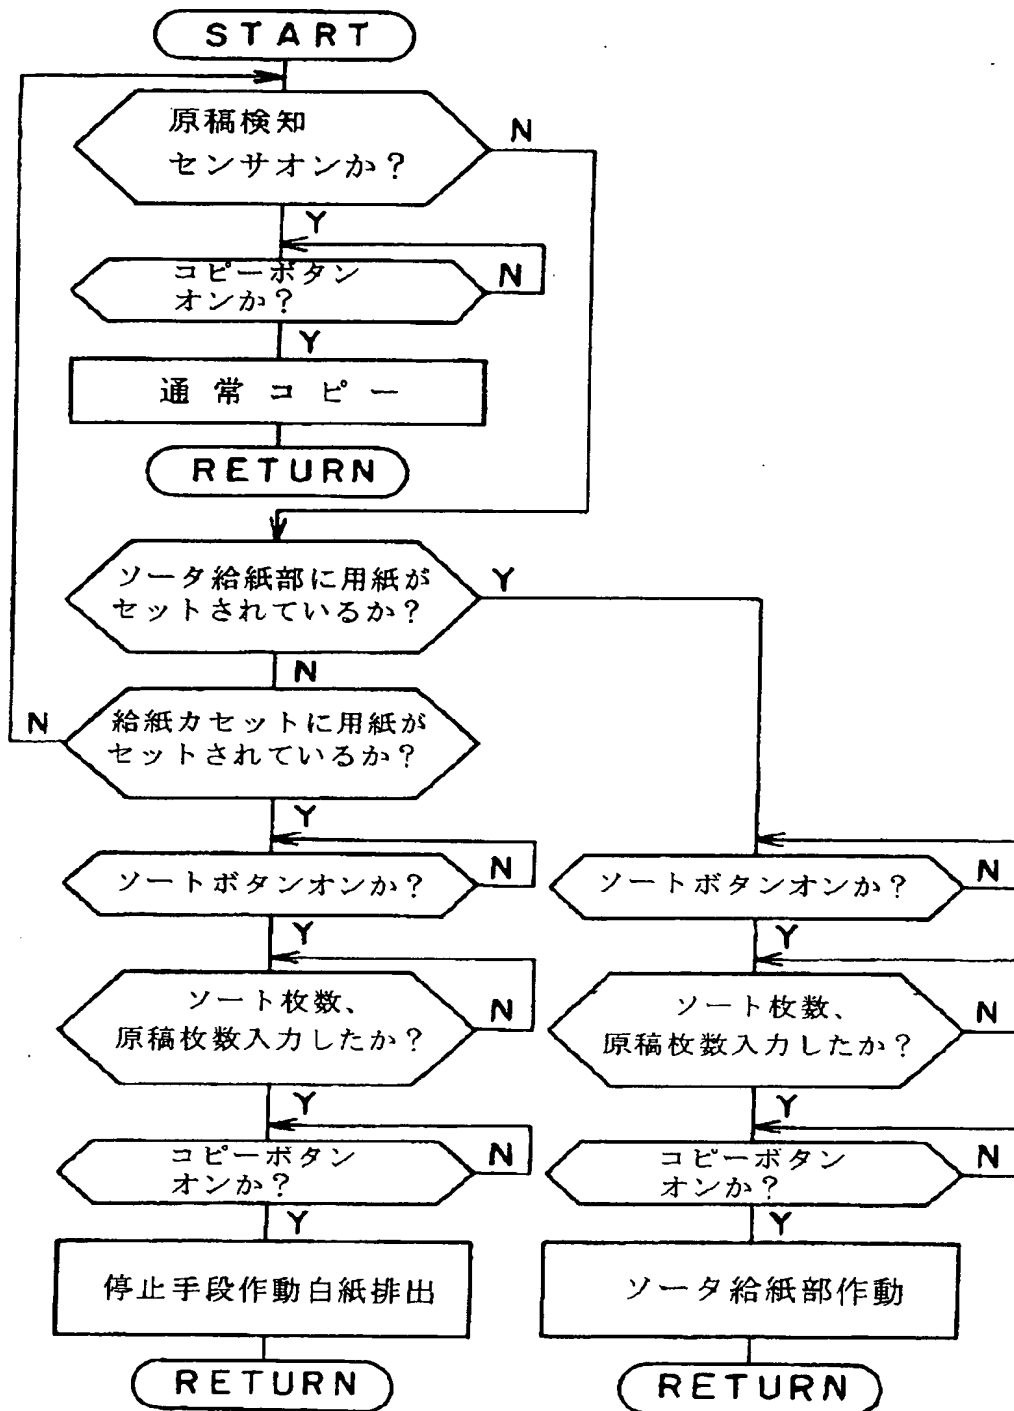 START
原稿検知
センサオンか？
N
Y
コピーボタン
オンか？
N
Y
通常コピー
RETURN
ソータ給紙部に用紙が
セットされているか？
Y
N
給紙カセットに用紙が
セットされているか？
N
Y
ソートボタンオンか？
N
Y
ソート枚数、
原稿枚数入力したか？
N
Y
コピーボタン
オンか？
N
Y
停止手段作動白紙排出
RETURN
ソートボタンオンか？
N
Y
ソート枚数、
原稿枚数入力したか？
N
Y
コピーボタン
オンか？
N
Y
ソータ給紙部作動
RETURN